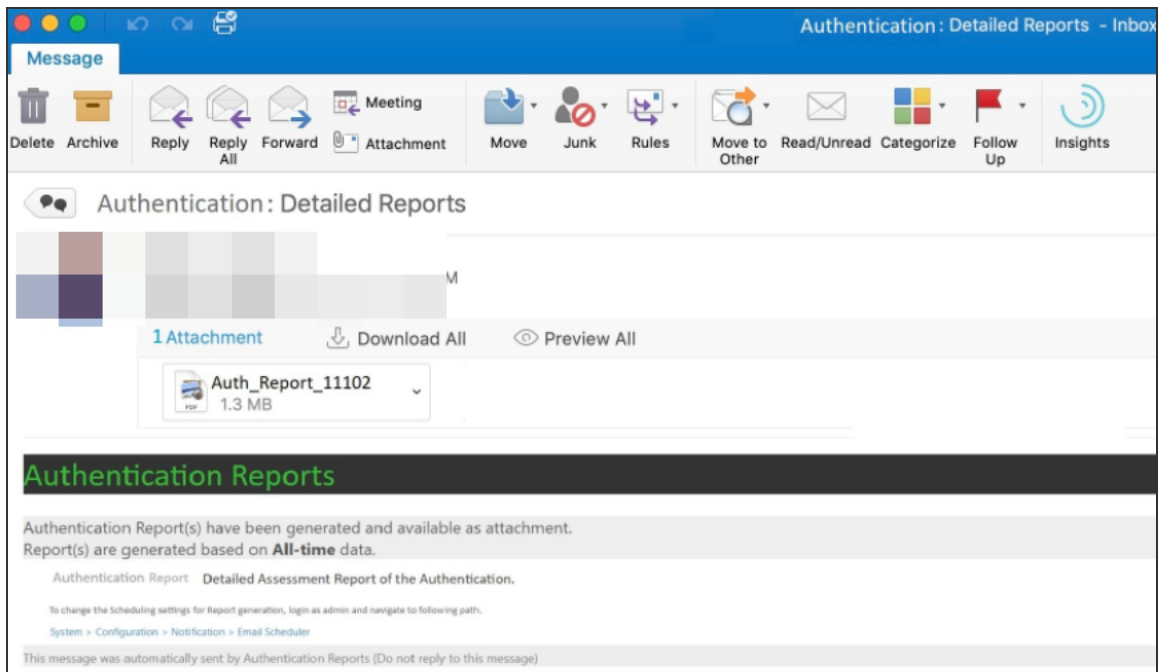 Authentication: Detailed Reports - Inbox
Message
Delete Archive Reply Reply All Forward Meeting Attachment Move Junk Rules Move to Other Read/Unread Categorize Follow Up Insights
Authentication: Detailed Reports
M
1 Attachment Download All Preview All
Auth_Report_11102
PDF 1.3 MB
Authentication Reports
Authentication Report(s) have been generated and available as attachment.
Report(s) are generated based on All-time data.
Authentication Report Detailed Assessment Report of the Authentication.
To change the Scheduling settings for Report generation, login as admin and navigate to following path.
System > Configuration > Notification > Email Scheduler
This message was automatically sent by Authentication Reports (Do not reply to this message)